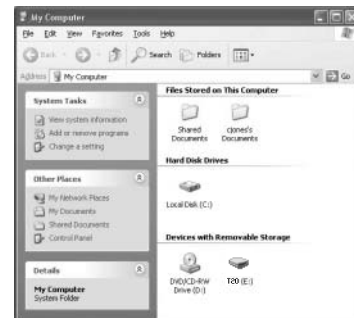 My Computer
File Edit View Favorites Tools Help
Back Search Folders
Address My Computer Go
System Tasks
View system information
Add or remove programs
Change a setting
Other Places
My Network Places
My Documents
Shared Documents
Control Panel
Details
My Computer
System Folder
Files Stored on This Computer
Shared Documents
cjones's Documents
Hard Disk Drives
Local Disk (C:)
Devices with Removable Storage
DVD/CD-RW Drive (D:)
T20 (E:)